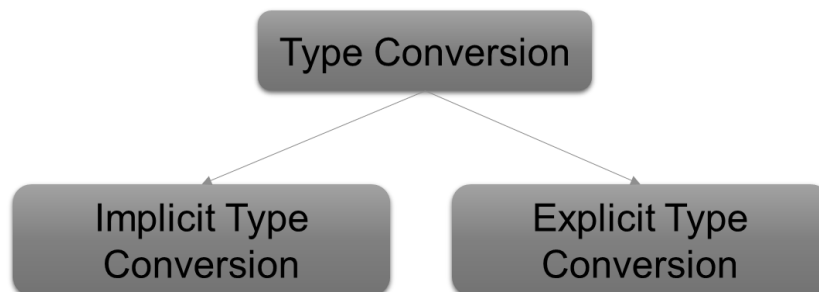 Type Conversion
Implicit Type
Conversion
Explicit Type
Conversion